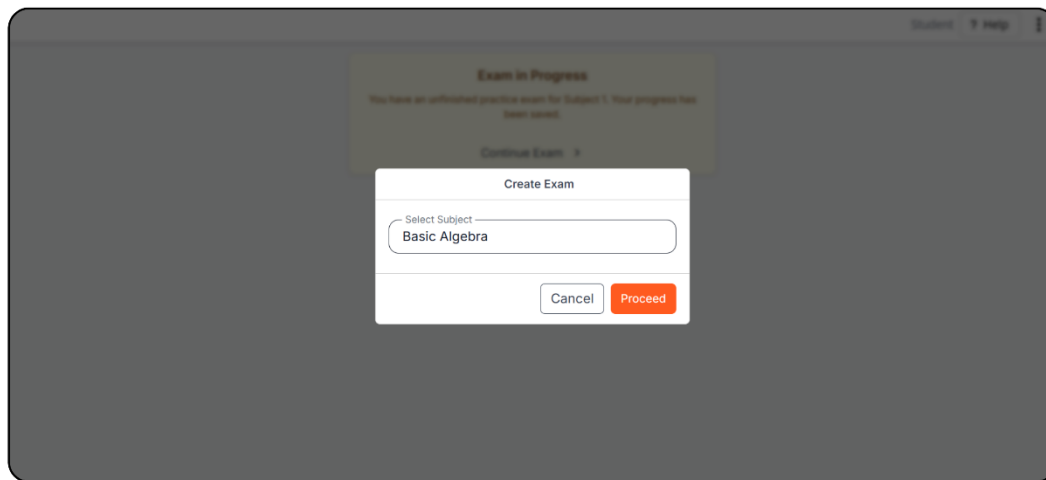 Student ? Help
Exam in Progress
You have an unfinished practice exam for Subject 1. Your progress has
been saved.
Continue Exam
Create Exam
Select Subject
Basic Algebra
Cancel Proceed